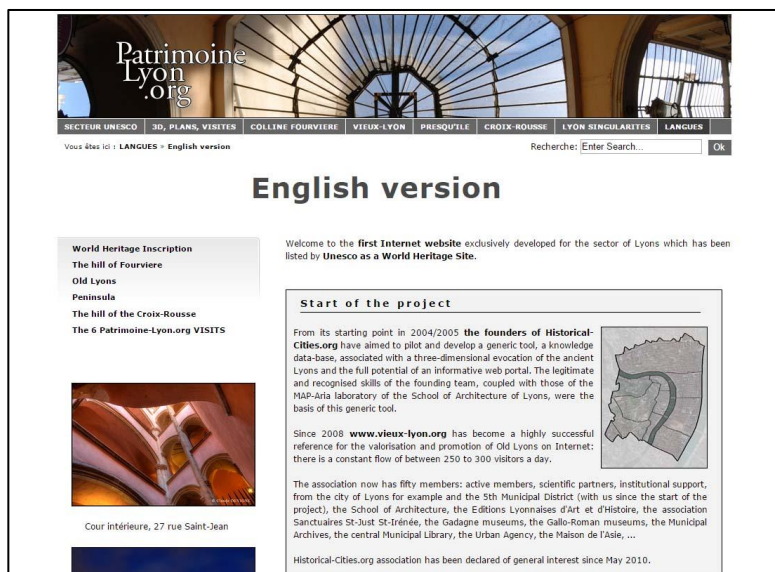 Patrimoine
Lyon
.org
SECTEUR UNESCO 3D, PLANS, VISITES COLLINE FOURVIERE VIEUX-LYON PRESQU'ILE CROIX-ROUSSE LYON SINGULARITES LANGUES
Vous êtes ici : LANGUES » English version
Recherche: Enter Search... Ok
English version
World Heritage Inscription
The hill of Fourviere
Old Lyons
Peninsula
The hill of the Croix-Rousse
The 6 Patrimoine-Lyon.org VISITS
Cour intérieure, 27 rue Saint-Jean
Welcome to the first Internet website exclusively developed for the sector of Lyons which has been
listed by Unesco as a World Heritage Site.
Start of the project
From its starting point in 2004/2005 the founders of Historical-
Cities.org have aimed to pilot and develop a generic tool, a knowledge
data-base, associated with a three-dimensional evocation of the ancient
Lyons and the full potential of an informative web portal. The legitimate
and recognised skills of the founding team, coupled with those of the
MAP-Aria laboratory of the School of Architecture of Lyons, were the
basis of this generic tool.
Since 2008 www.vieux-lyon.org has become a highly successful
reference for the valorisation and promotion of Old Lyons on Internet:
there is a constant flow of between 250 to 300 visitors a day.
The association now has fifty members: active members, scientific partners, institutional support,
from the city of Lyons for example and the 5th Municipal District (with us since the start of the
project), the School of Architecture, the Editions Lyonnaises d'Art et d'Histoire, the association
Sanctuaires St-Just St-Irénée, the Gadagne museums, the Gallo-Roman museums, the Municipal
Archives, the central Municipal Library, the Urban Agency, the Maison de l'Asie, ...
Historical-Cities.org association has been declared of general interest since May 2010.